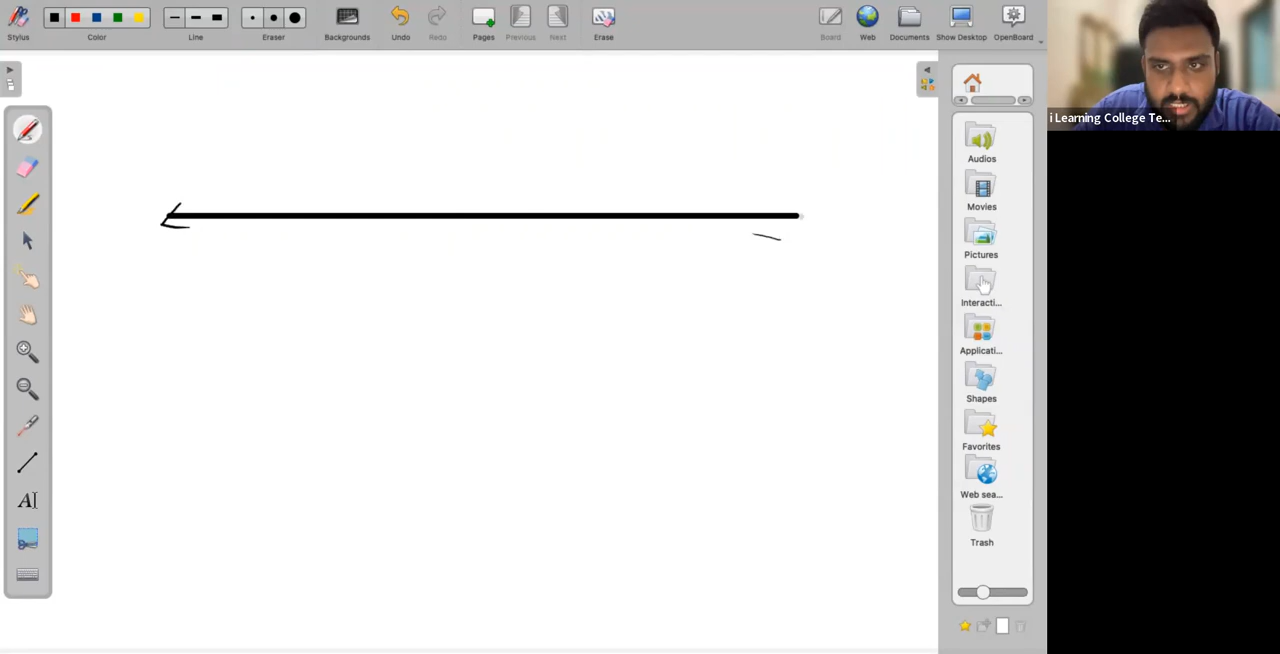 Stylus
Color
Line
Eraser
Backgrounds
Undo
Redo
Pages
Previous
Next
Erase
Board
Web
Documents
Show Desktop
OpenBoard
i Learning College Te...
Audios
Movies
Pictures
Interacti...
Applicati...
Shapes
Favorites
Web sea...
Trash
A